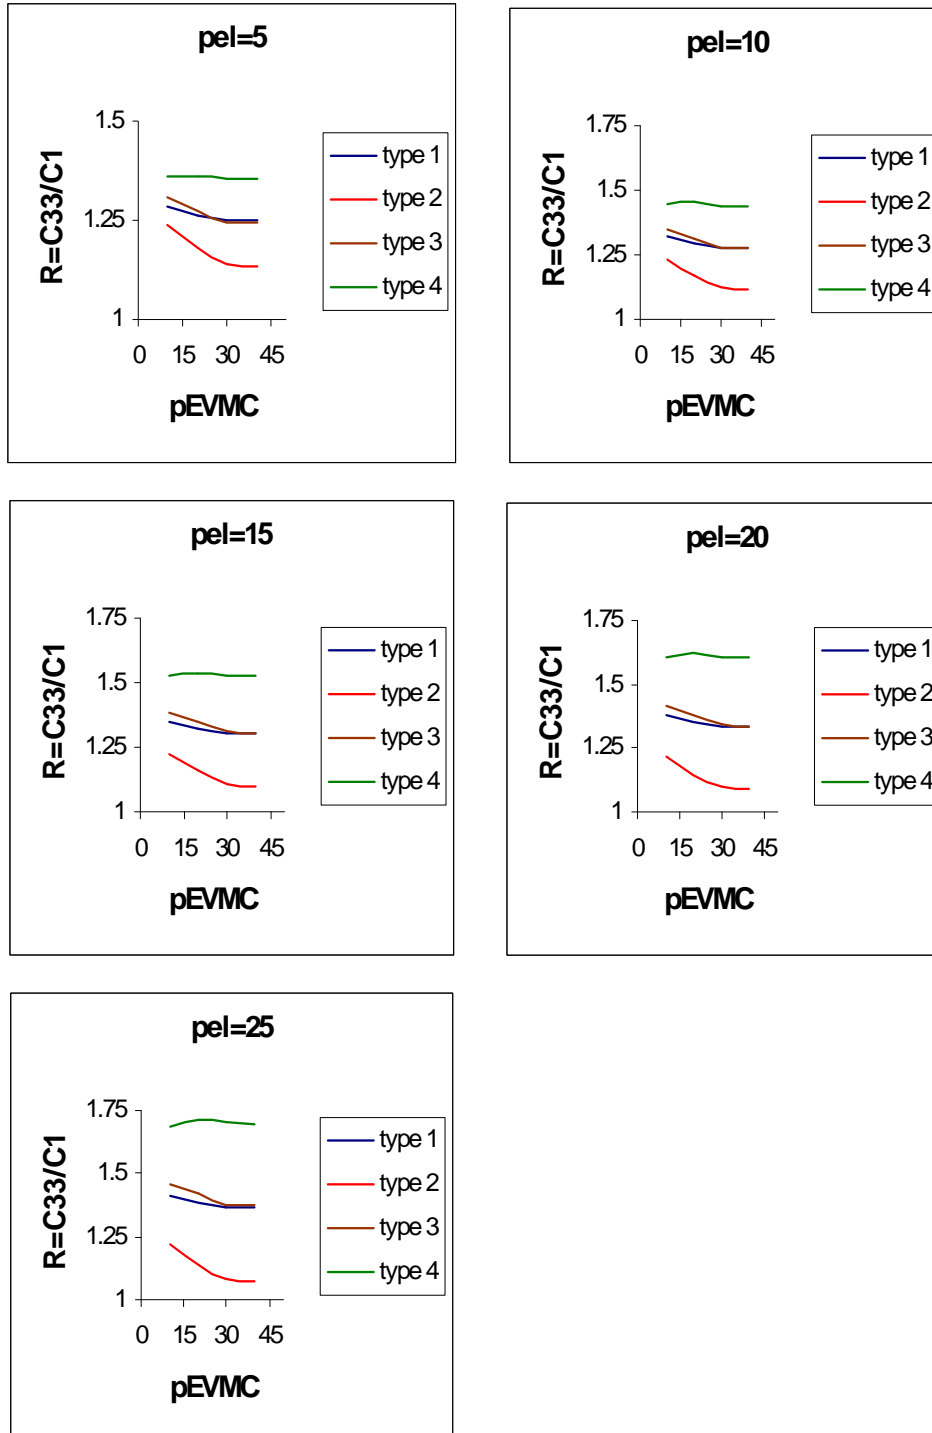 pel=5
R=C33/C1
1.5
1.25
1
0 15 30 45
pEVMC
type 1
type 2
type 3
type 4
pel=10
R=C33/C1
1.75
1.5
1.25
1
0 15 30 45
pEVMC
type 1
type 2
type 3
type 4
pel=15
R=C33/C1
1.75
1.5
1.25
1
0 15 30 45
pEVMC
type 1
type 2
type 3
type 4
pel=20
R=C33/C1
1.75
1.5
1.25
1
0 15 30 45
pEVMC
type 1
type 2
type 3
type 4
pel=25
R=C33/C1
1.75
1.5
1.25
1
0 15 30 45
pEVMC
type 1
type 2
type 3
type 4